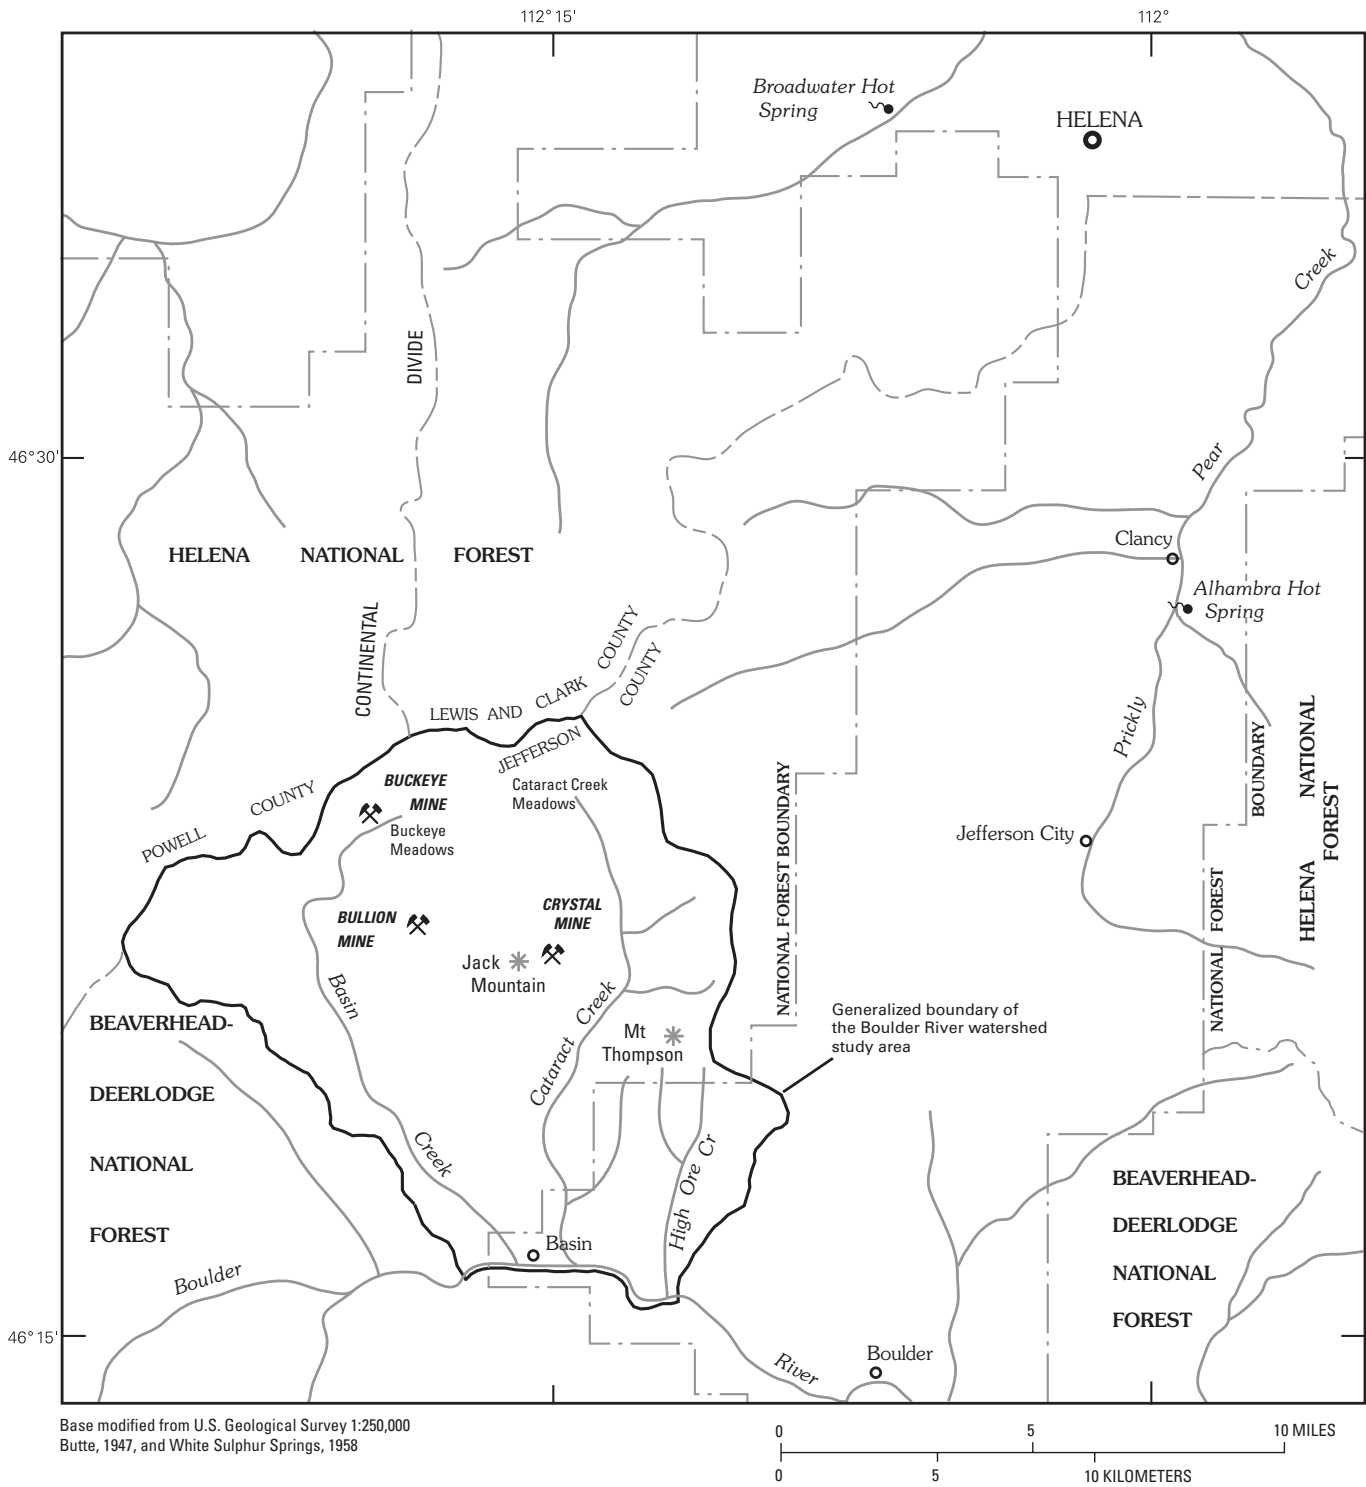 112° 15'
112°
Broadwater Hot
Spring
HELENA
Creek
DIVIDE
46° 30'
Pear
HELENA NATIONAL FOREST
Clancy
Alhambra Hot
Spring
CONTINENTAL
COUNTY
COUNTY
LEWIS AND CLARK
JEFFERSON
Prickly
BOUNDARY
NATIONAL
FOREST
HELENA
POWELL COUNTY
BUCKEYE
MINE
Buckeye
Meadows
Cataract Creek
Meadows
NATIONAL FOREST BOUNDARY
Jefferson City
NATIONAL FOREST
BULLION
MINE
CRYSTAL
MINE
Jack
Mountain
Basin
Creek
Cataract Creek
Mt
Thompson
Generalized boundary of
the Boulder River watershed
study area
BEAVERHEAD-
DEERLODGE
NATIONAL
FOREST
High Ore Cr
BEAVERHEAD-
DEERLODGE
NATIONAL
FOREST
Basin
Boulder
46° 15'
River
Boulder
Base modified from U.S. Geological Survey 1:250,000
Butte, 1947, and White Sulphur Springs, 1958
0 5 10 MILES
0 5 10 KILOMETERS